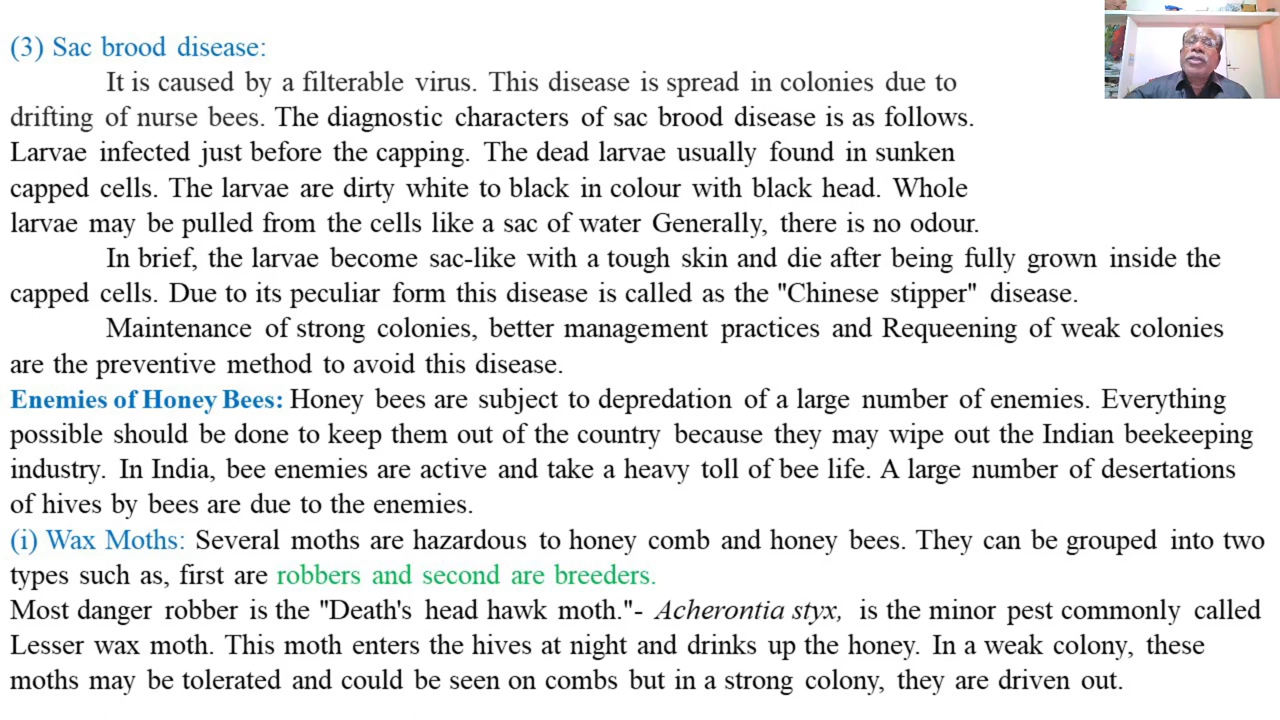 (3) Sac brood disease:
It is caused by a filterable virus. This disease is spread in colonies due to
drifting of nurse bees. The diagnostic characters of sac brood disease is as follows.
Larvae infected just before the capping. The dead larvae usually found in sunken
capped cells. The larvae are dirty white to black in colour with black head. Whole
larvae may be pulled from the cells like a sac of water Generally, there is no odour.
In brief, the larvae become sac-like with a tough skin and die after being fully grown inside the
capped cells. Due to its peculiar form this disease is called as the "Chinese stipper" disease.
Maintenance of strong colonies, better management practices and Requeening of weak colonies
are the preventive method to avoid this disease.
Enemies of Honey Bees: Honey bees are subject to depredation of a large number of enemies. Everything
possible should be done to keep them out of the country because they may wipe out the Indian beekeeping
industry. In India, bee enemies are active and take a heavy toll of bee life. A large number of desertations
of hives by bees are due to the enemies.
(i) Wax Moths: Several moths are hazardous to honey comb and honey bees. They can be grouped into two
types such as, first are robbers and second are breeders.
Most danger robber is the "Death's head hawk moth."- Acherontia styx, is the minor pest commonly called
Lesser wax moth. This moth enters the hives at night and drinks up the honey. In a weak colony, these
moths may be tolerated and could be seen on combs but in a strong colony, they are driven out.